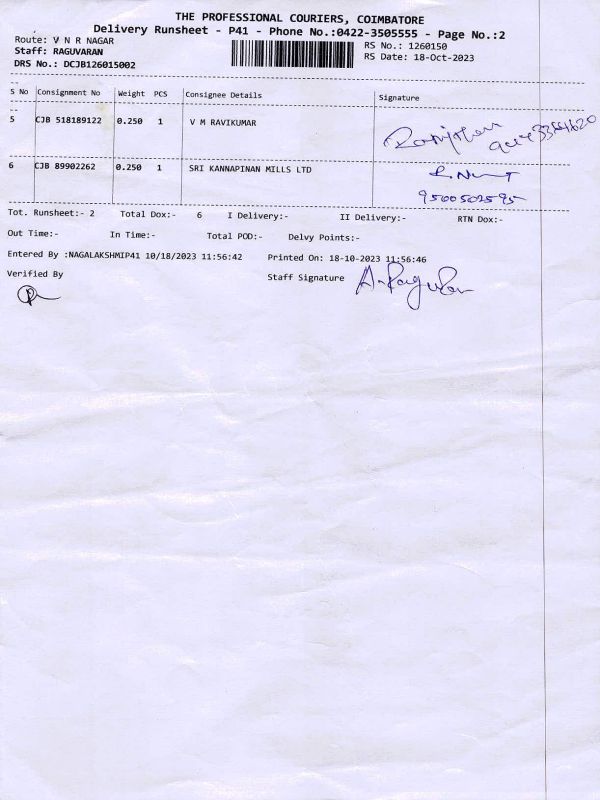 THE PROFESSIONAL COURIERS, COIMBATORE
Delivery Runsheet - P41 - Phone No.:0422-3505555 - Page No.:2
Route: V N R NAGAR
RS No.: 1260150
Staff: RAGUVARAN
RS Date: 18-Oct-2023
DRS No.: DCJB126015002
S No Consignment No Weight PCS Consignee Details Signature
5 CJB 518189122 0.250 1 V M RAVIKUMAR
6 CJB 89902262 0.250 1 SRI KANNAPINAN MILLS LTD
9500502595
Tot. Runsheet:- 2 Total Dox:- 6 I Delivery:- II Delivery:- RTN Dox:-
Out Time:- In Time:- Total POD:- Delvy Points:-
Entered By :NAGALAKSHMIP41 10/18/2023 11:56:42 Printed On: 18-10-2023 11:56:46
Verified By Staff Signature